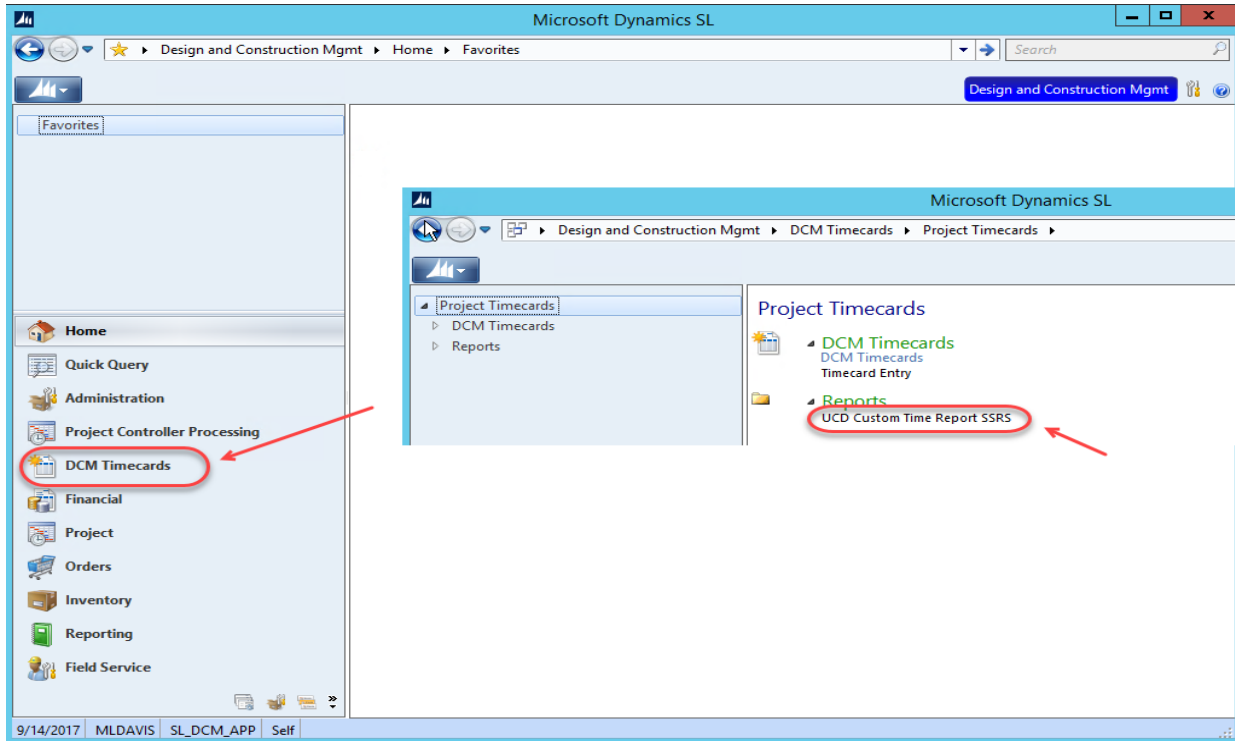 Microsoft Dynamics SL
Design and Construction Mgmt Home Favorites
Search
Design and Construction Mgmt
Favorites
Home
Quick Query
Administration
Project Controller Processing
DCM Timecards
Financial
Project
Orders
Inventory
Reporting
Field Service
9/14/2017 MLDAVIS SL_DCM_APP Self
Microsoft Dynamics SL
Design and Construction Mgmt DCM Timecards Project Timecards
Project Timecards
DCM Timecards
Reports
Project Timecards
DCM Timecards
DCM Timecards
Timecard Entry
Reports
UCD Custom Time Report SSRS